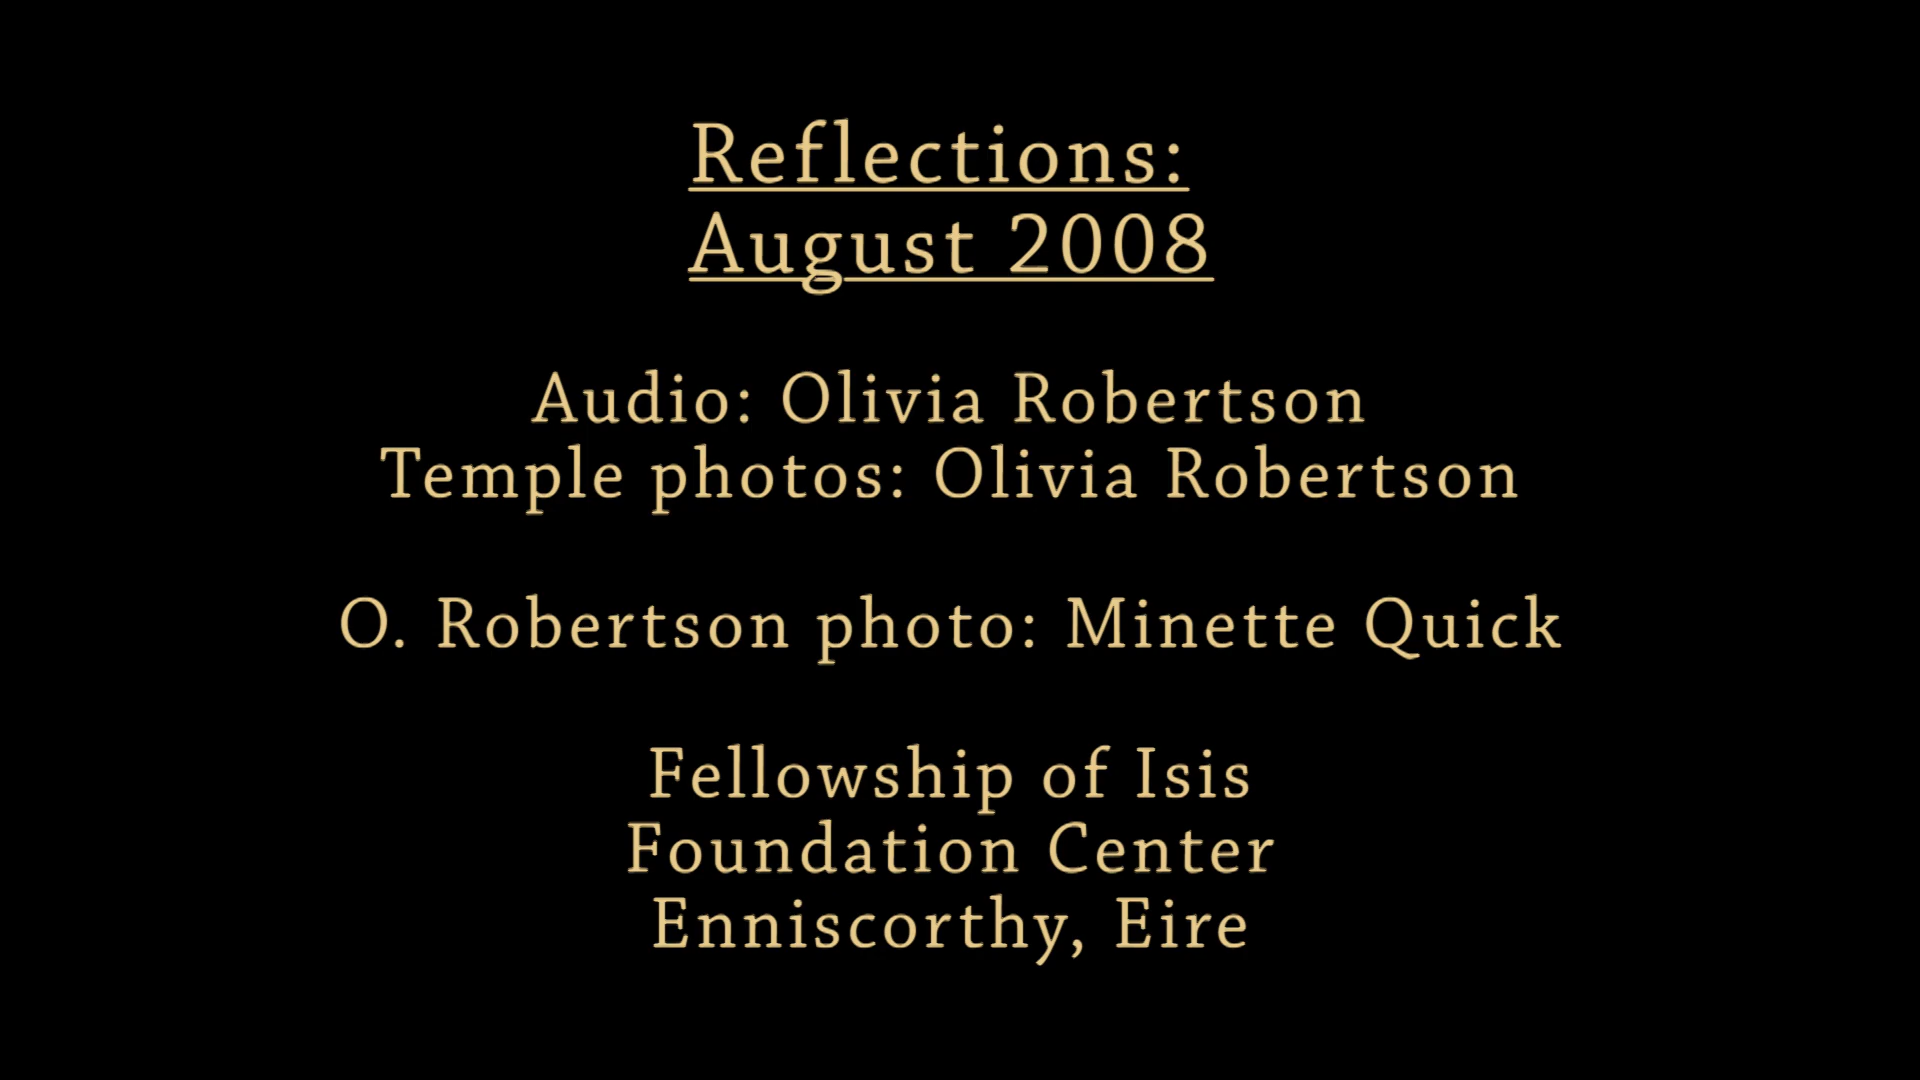 Reflections:
August 2008
Audio: Olivia Robertson
Temple photos: Olivia Robertson
O. Robertson photo: Minette Quick
Fellowship of Isis
Foundation Center
Enniscorthy, Eire